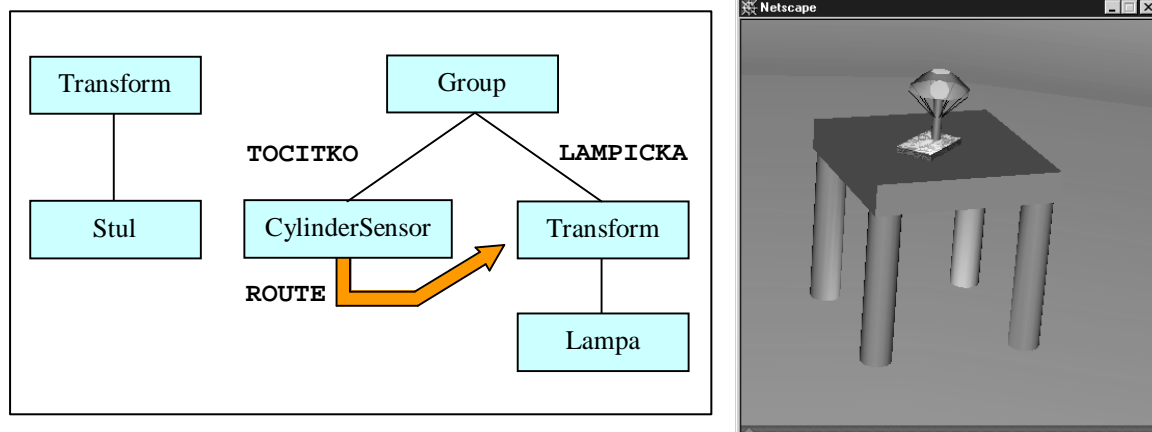 Transform
Group
TOCITKO
LAMPICKA
Stul
CylinderSensor
Transform
ROUTE
Lampa
Netscape